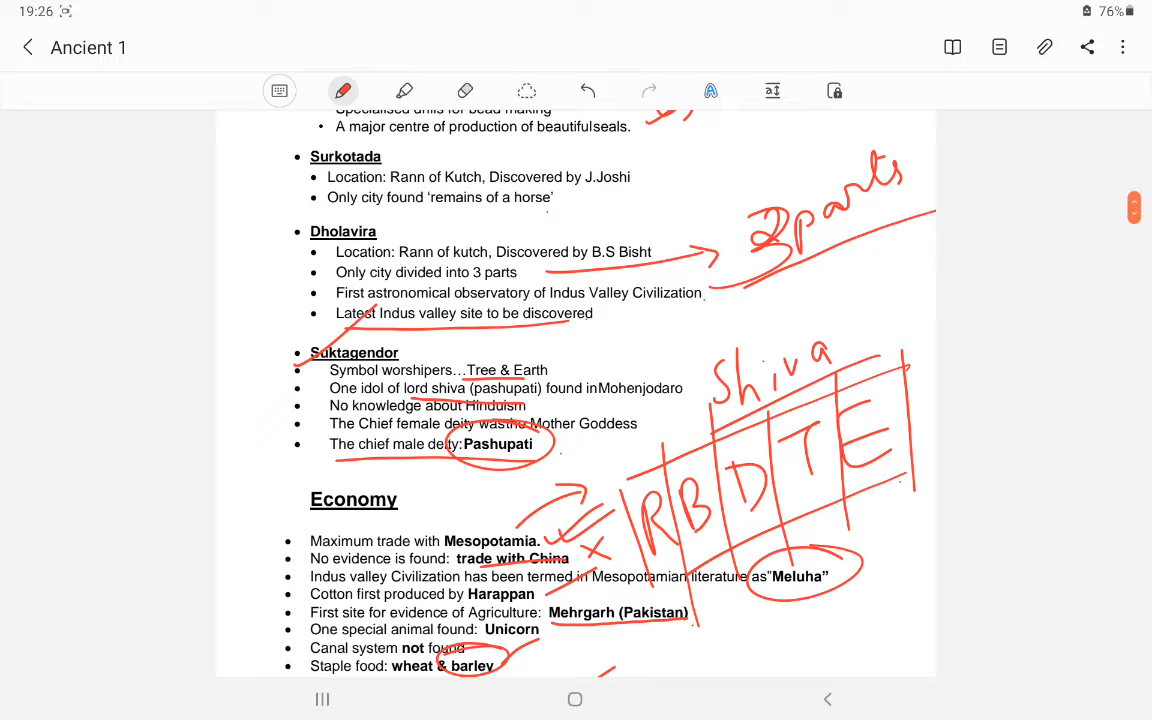 19:26
76%
Ancient 1
Specialised drills for bead making
• A major centre of production of beautifulseals.
• Surkotada
• Location: Rann of Kutch, Discovered by J.Joshi
• Only city found ‘remains of a horse’
• Dholavira
• Location: Rann of kutch, Discovered by B.S Bisht
• Only city divided into 3 parts
• First astronomical observatory of Indus Valley Civilization
• Latest Indus valley site to be discovered
3 parts
• Suktagendor
• Symbol worshipers…Tree & Earth
• One idol of lord shiva (pashupati) found inMohenjodaro
• No knowledge about Hinduism
• The Chief female deity wasthe Mother Goddess
• The chief male deity: Pashupati
Shiva
R B D T E
Economy
• Maximum trade with Mesopotamia.
• No evidence is found: trade with China
• Indus valley Civilization has been termed in Mesopotamian literature as”Meluha”
• Cotton first produced by Harappan
• First site for evidence of Agriculture: Mehrgarh (Pakistan)
• One special animal found: Unicorn
• Canal system not found
• Staple food: wheat & barley